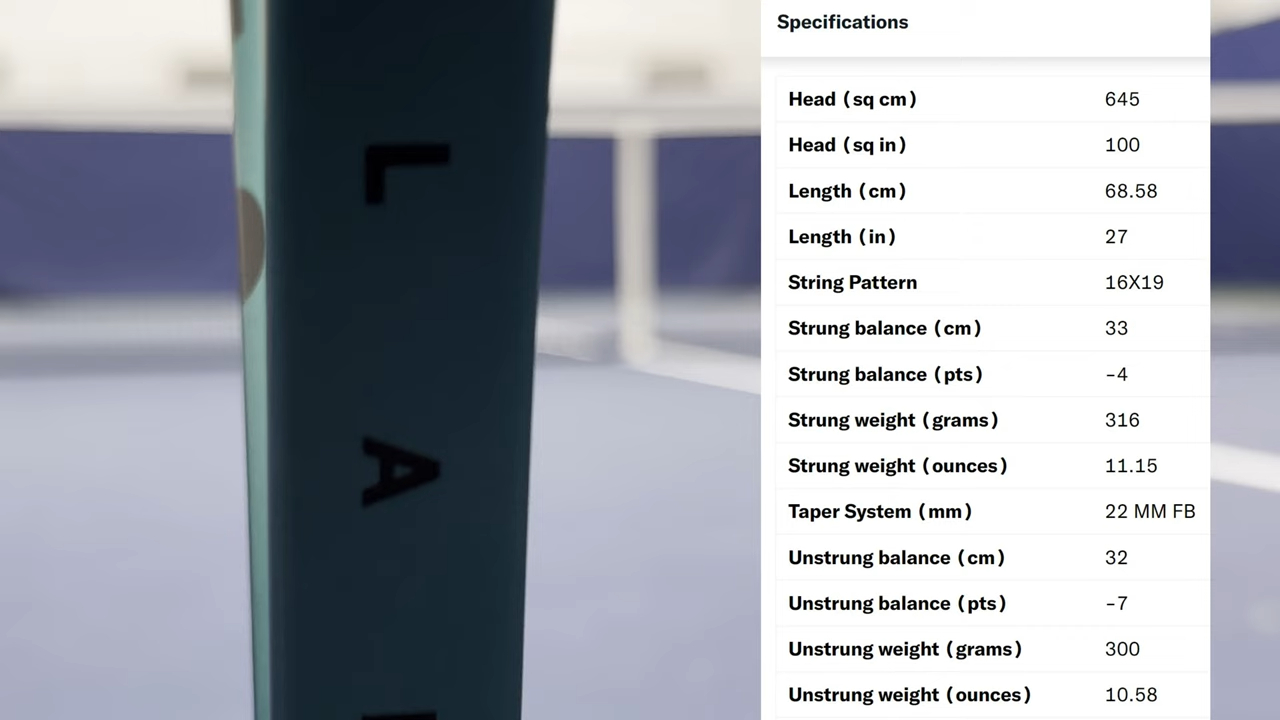 L
A
Specifications
Head (sq cm) 645
Head (sq in) 100
Length (cm) 68.58
Length (in) 27
String Pattern 16X19
Strung balance (cm) 33
Strung balance (pts) -4
Strung weight (grams) 316
Strung weight (ounces) 11.15
Taper System (mm) 22 MM FB
Unstrung balance (cm) 32
Unstrung balance (pts) -7
Unstrung weight (grams) 300
Unstrung weight (ounces) 10.58